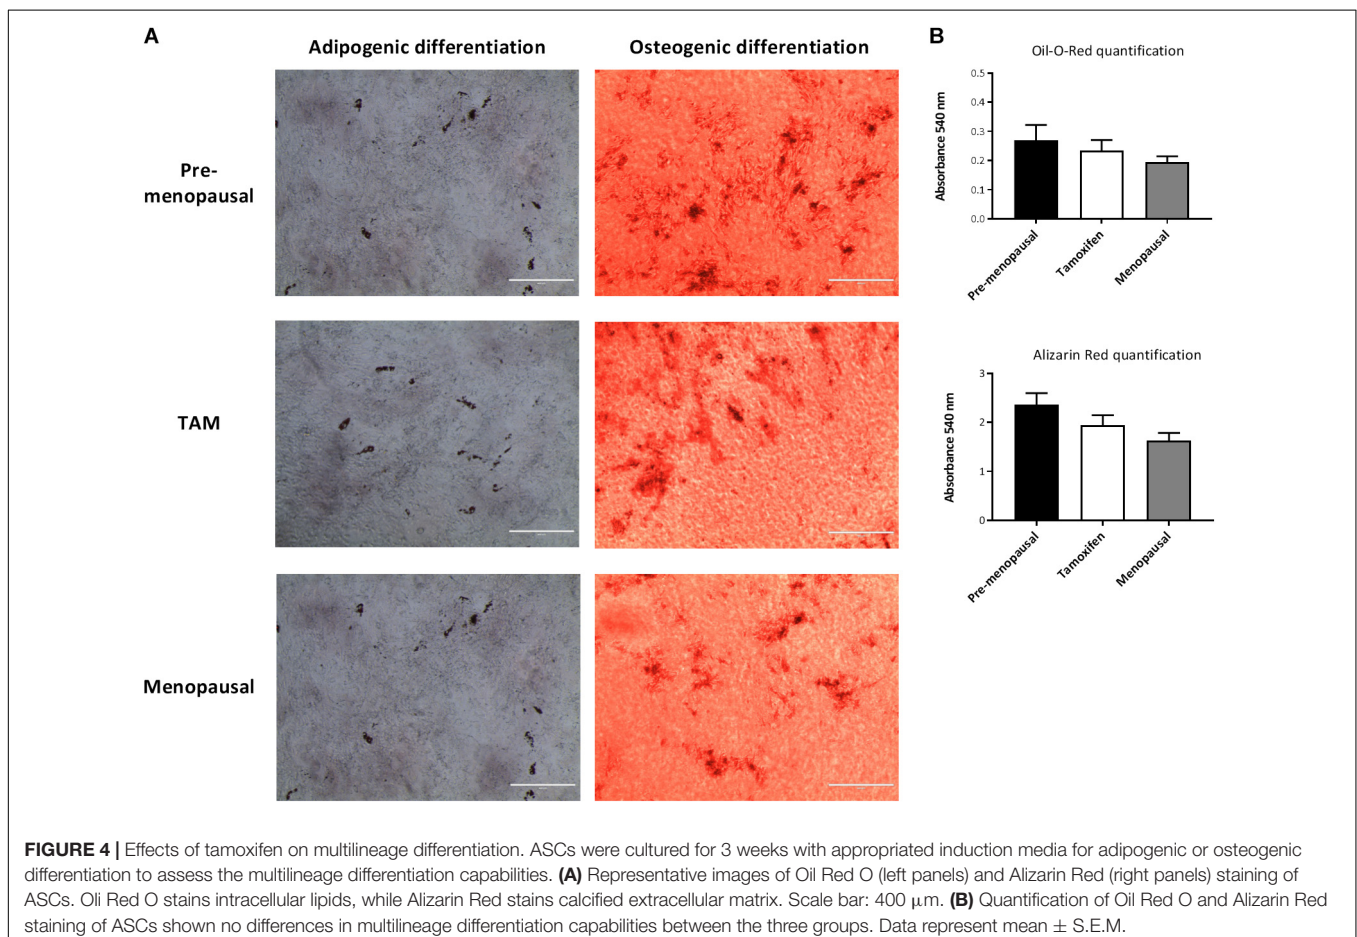 A
Adipogenic differentiation
Osteogenic differentiation
Pre-
menopausal
TAM
Menopausal
B
Oil-O-Red quantification
Absorbance 540 nm
0.5
0.4
0.3
0.2
0.1
0.0
Pre-menopausal
Tamoxifen
Menopausal
Alizarin Red quantification
Absorbance 540 nm
3
2
1
0
Pre-menopausal
Tamoxifen
Menopausal
FIGURE 4 | Effects of tamoxifen on multilineage differentiation. ASCs were cultured for 3 weeks with appropriated induction media for adipogenic or osteogenic
differentiation to assess the multilineage differentiation capabilities. (A) Representative images of Oil Red O (left panels) and Alizarin Red (right panels) staining of
ASCs. Oli Red O stains intracellular lipids, while Alizarin Red stains calcified extracellular matrix. Scale bar: 400 μm. (B) Quantification of Oil Red O and Alizarin Red
staining of ASCs shown no differences in multilineage differentiation capabilities between the three groups. Data represent mean ± S.E.M.